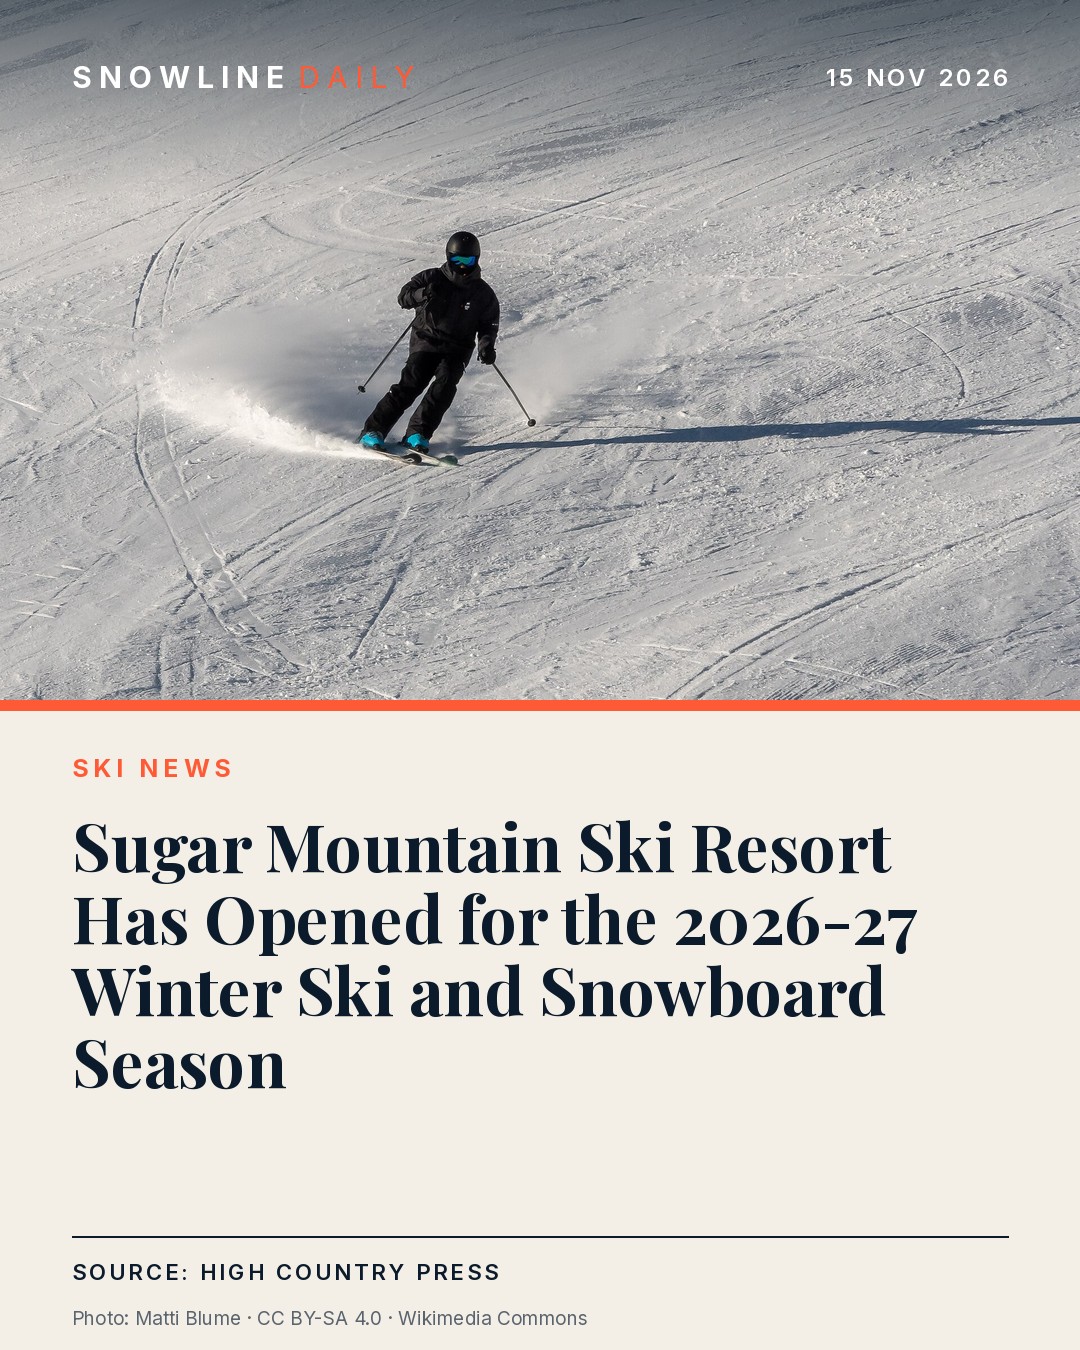 SNOWLINE DAILY
15 NOV 2026
SKI NEWS
Sugar Mountain Ski Resort
Has Opened for the 2026-27
Winter Ski and Snowboard
Season
SOURCE: HIGH COUNTRY PRESS
Photo: Matti Blume · CC BY-SA 4.0 · Wikimedia Commons